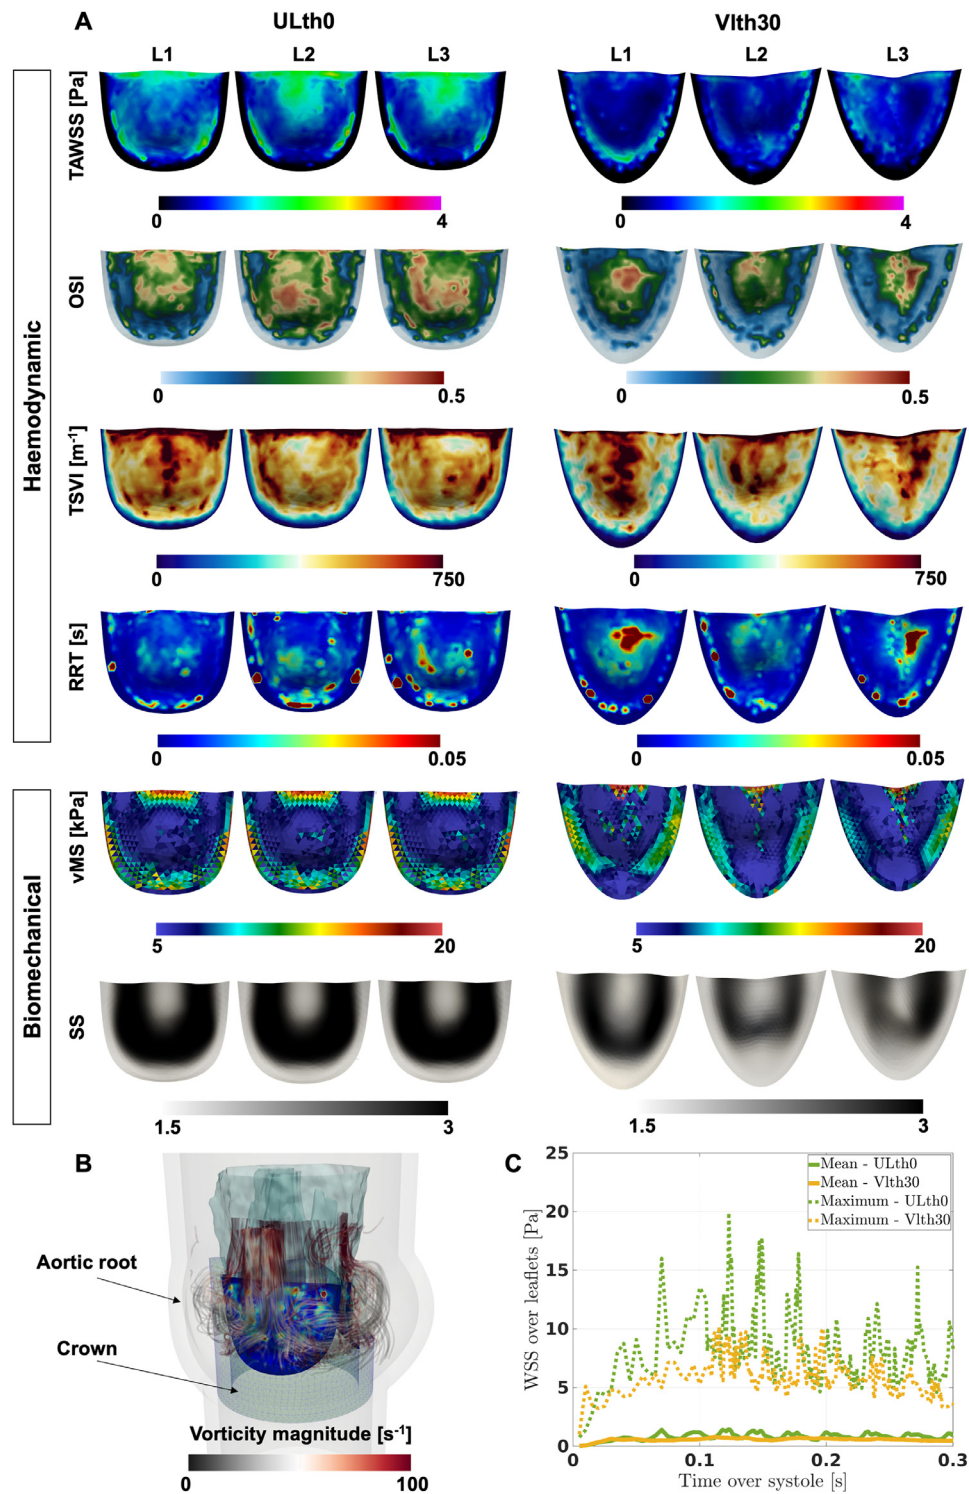 A
ULth0
Vlth30
L1 L2 L3 L1 L2 L3
Haemodynamic
TAWSS [Pa]
0 4 0 4
OSI
0 0.5 0 0.5
TSVI [m⁻¹]
0 750 0 750
RRT [s]
0 0.05 0 0.05
Biomechanical
vMS [kPa]
5 20 5 20
SS
1.5 3 1.5 3
B
Aortic root
Crown
Vorticity magnitude [s⁻¹]
0 100
C
Mean - ULth0
Mean - Vlth30
Maximum - ULth0
Maximum - Vlth30
WSS over leaflets [Pa]
25
20
15
10
5
0
0 0.1 0.2 0.3
Time over systole [s]